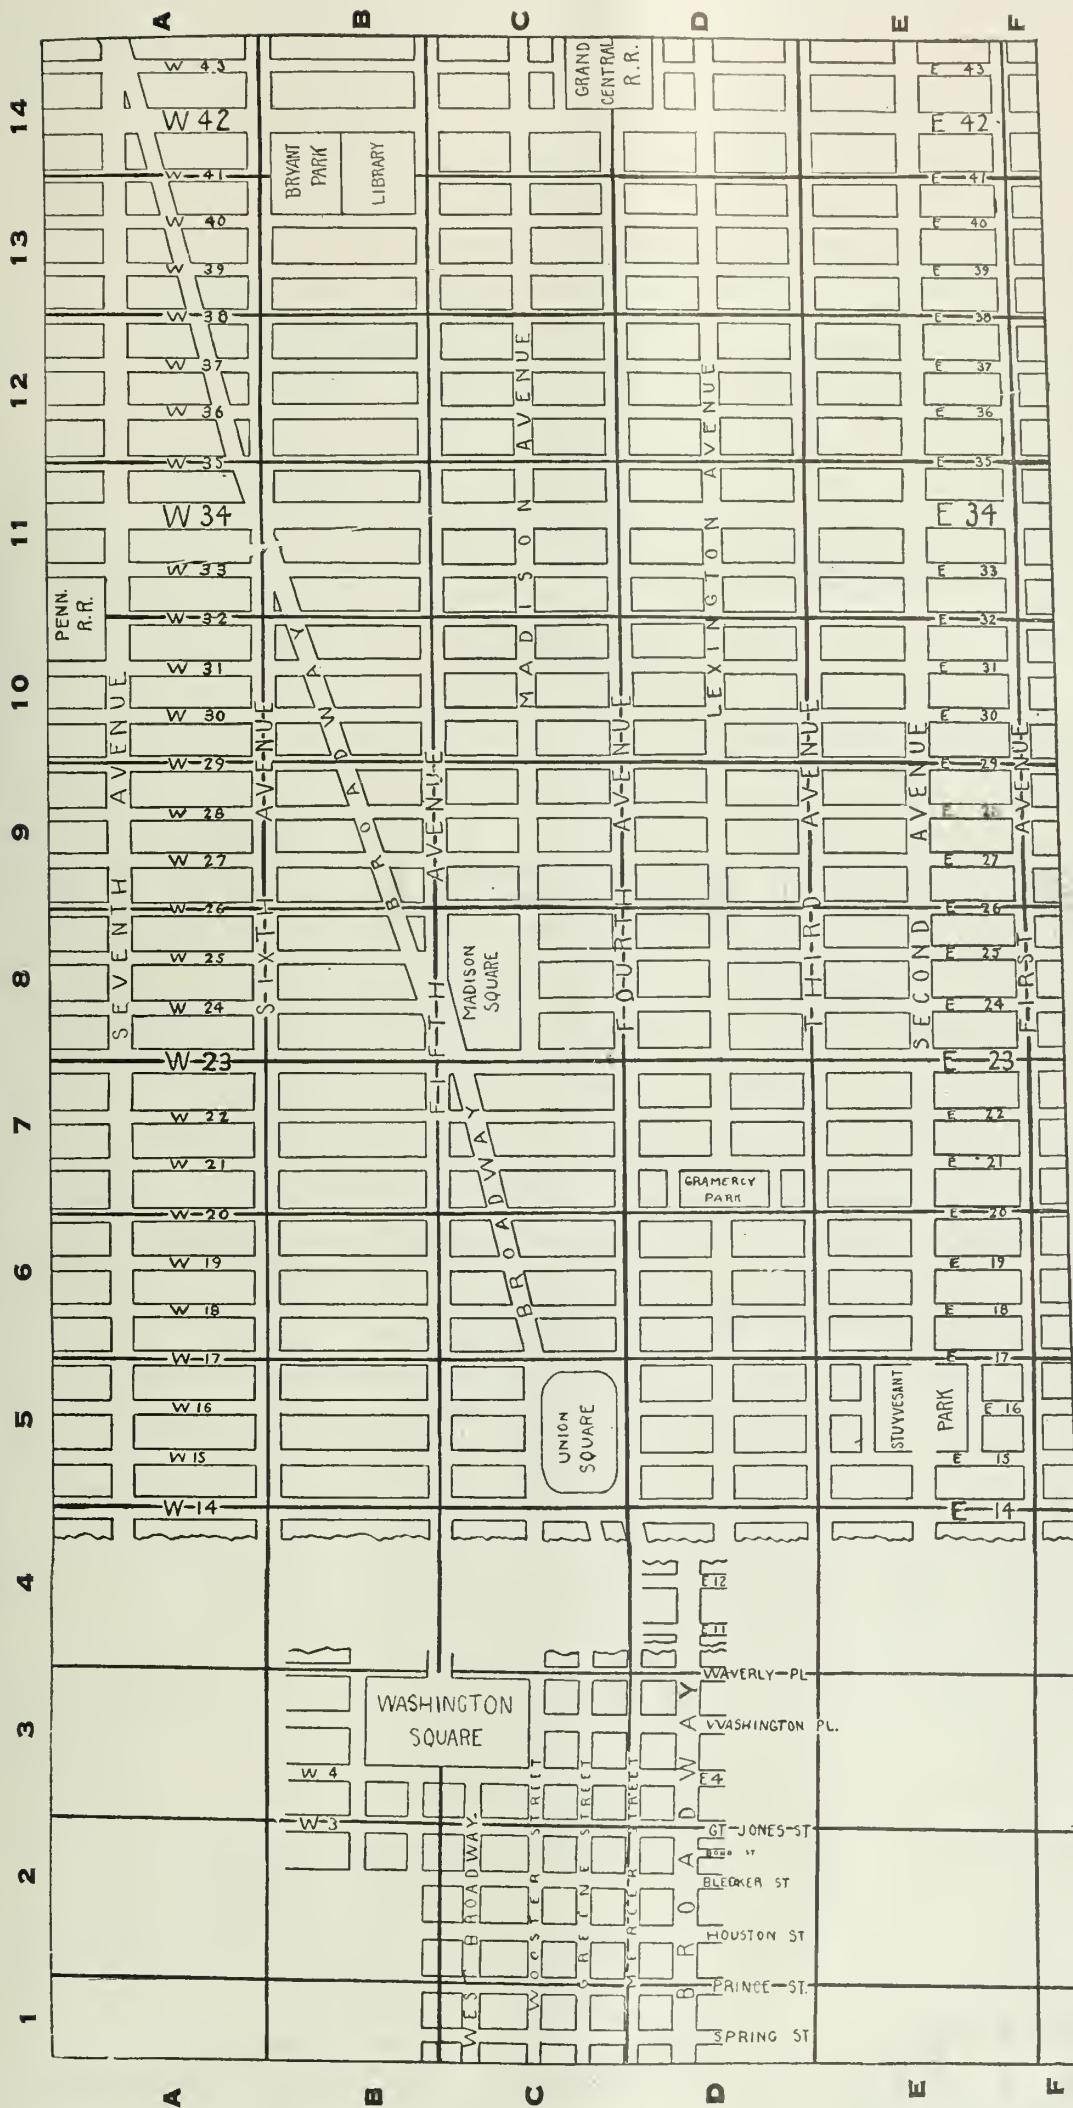 A
B
C
D
E
F
14
13
12
11
10
9
8
7
6
5
4
3
2
1
W 43
W 42
W 41
W 40
W 39
W 38
W 37
W 36
W 35
W 34
W 33
W 32
W 31
W 30
W 29
W 28
W 27
W 26
W 25
W 24
W 23
W 22
W 21
W 20
W 19
W 18
W 17
W 16
W 15
W 14
W 4
W 3
E 43
E 42
E 41
E 40
E 39
E 38
E 37
E 36
E 35
E 34
E 33
E 32
E 31
E 30
E 29
E 28
E 27
E 26
E 25
E 24
E 23
E 22
E 21
E 20
E 19
E 18
E 17
E 16
E 15
E 14
E 12
E 11
E 4
BRYANT
PARK
LIBRARY
GRAND
CENTRAL
R.R.
PENN.
R.R.
MADISON
SQUARE
GRAMERCY
PARK
UNION
SQUARE
STUYVESANT
PARK
WASHINGTON
SQUARE
SEVENTH AVENUE
SIXTH AVENUE
BROADWAY
FIFTH AVENUE
MADISON AVENUE
FOURTH AVENUE
LEXINGTON AVENUE
THIRD AVENUE
SECOND AVENUE
FIRST AVENUE
BROADWAY
BROADWAY
WEST BROADWAY
WOOSTER STREET
GREENE STREET
MERCER STREET
WAVERLY PL
WASHINGTON PL.
GT JONES ST
BOND ST
BLEEKER ST
HOUSTON ST
PRINCE ST.
SPRING ST
A
B
C
D
E
F